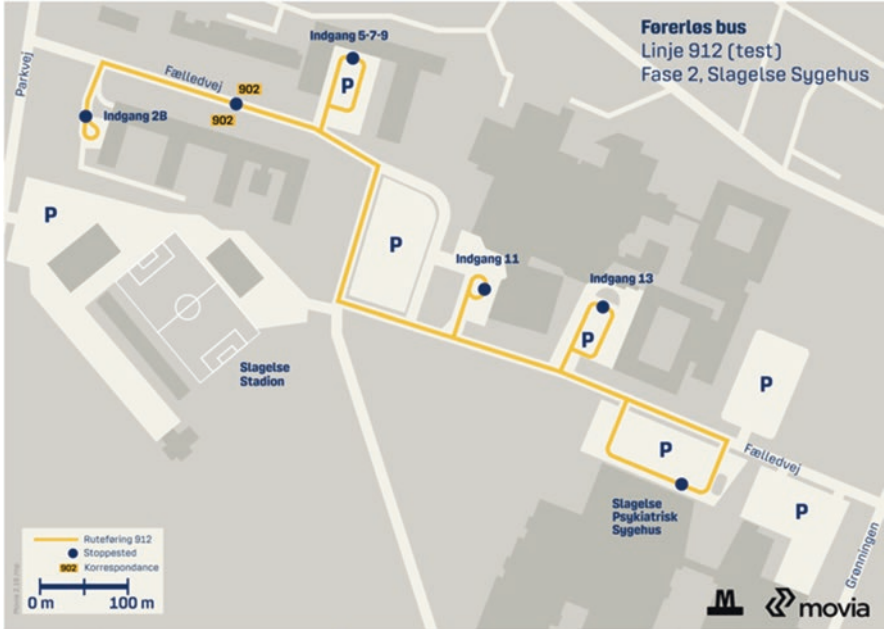 Førerløs bus
Linje 912 (test)
Fase 2, Slagelse Sygehus
Indgang 5-7-9
P
Parkvej
Fælledvej
902
902
Indgang 2B
P
P
Indgang 11
Indgang 13
P
Slagelse
Stadion
P
P
Fælledvej
Slagelse
Psykiatrisk
Sygehus
P
Grønningen
Ruteføring 912
Stoppested
902 Korrespondance
0 m 100 m
M movia